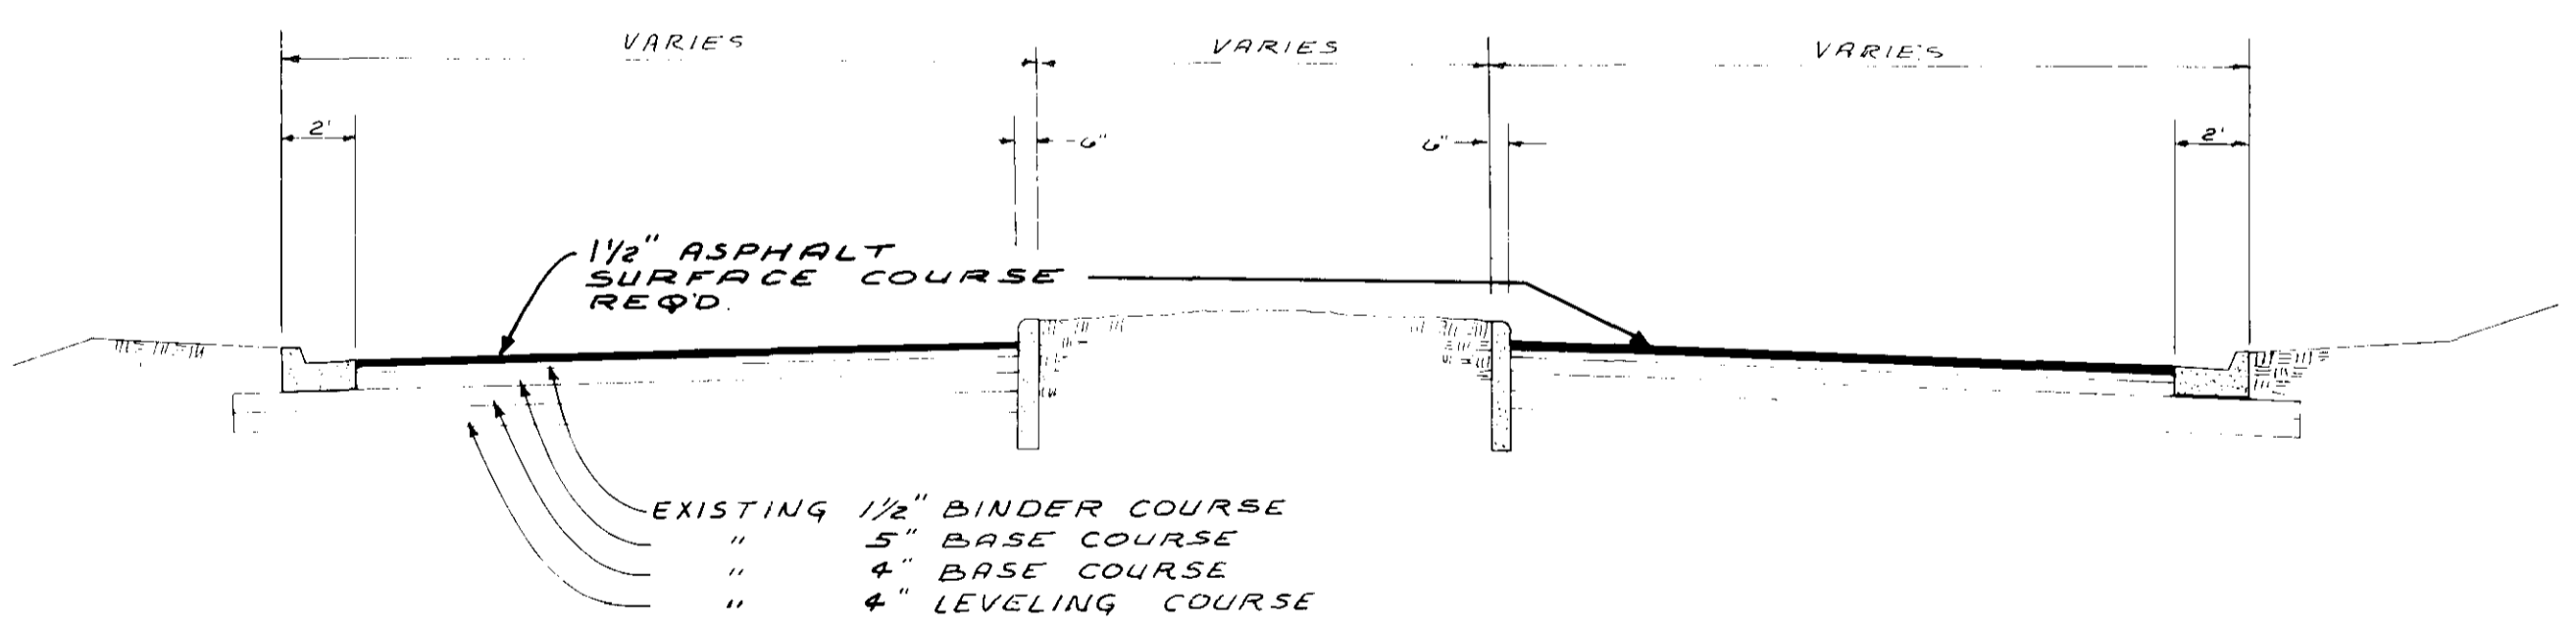 VARIES VARIES VARIES
2' 6" 6" 2'
1½" ASPHALT
SURFACE COURSE
REQ'D.
EXISTING 1½" BINDER COURSE
" 5" BASE COURSE
" 4" BASE COURSE
" 4" LEVELING COURSE